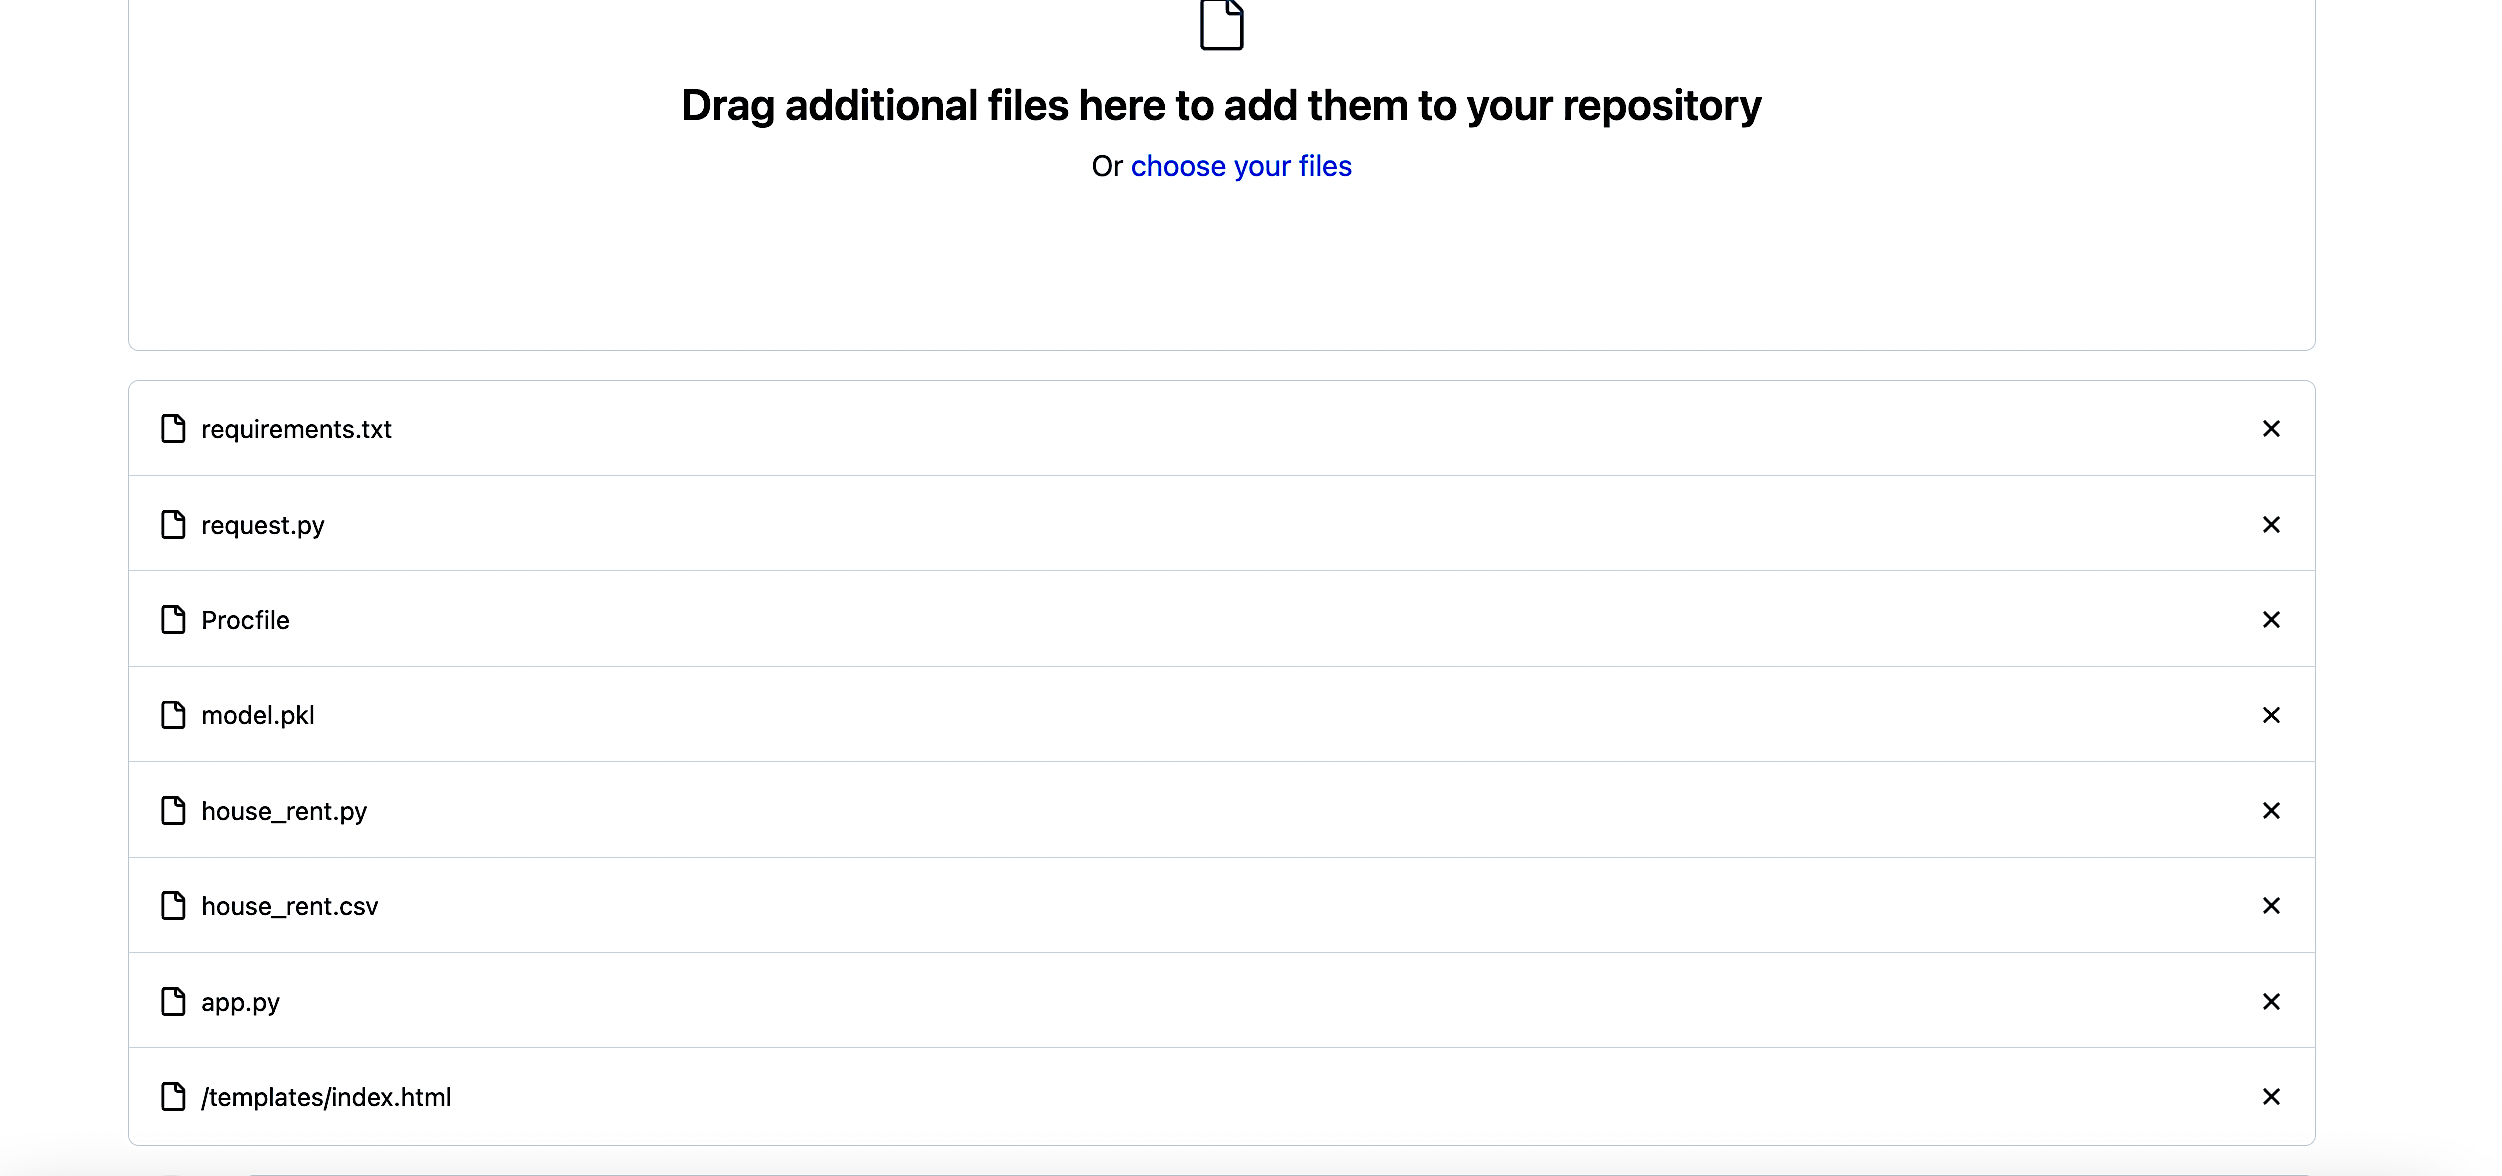 Drag additional files here to add them to your repository
Or choose your files
requirements.txt
request.py
Procfile
model.pkl
house_rent.py
house_rent.csv
app.py
/templates/index.html